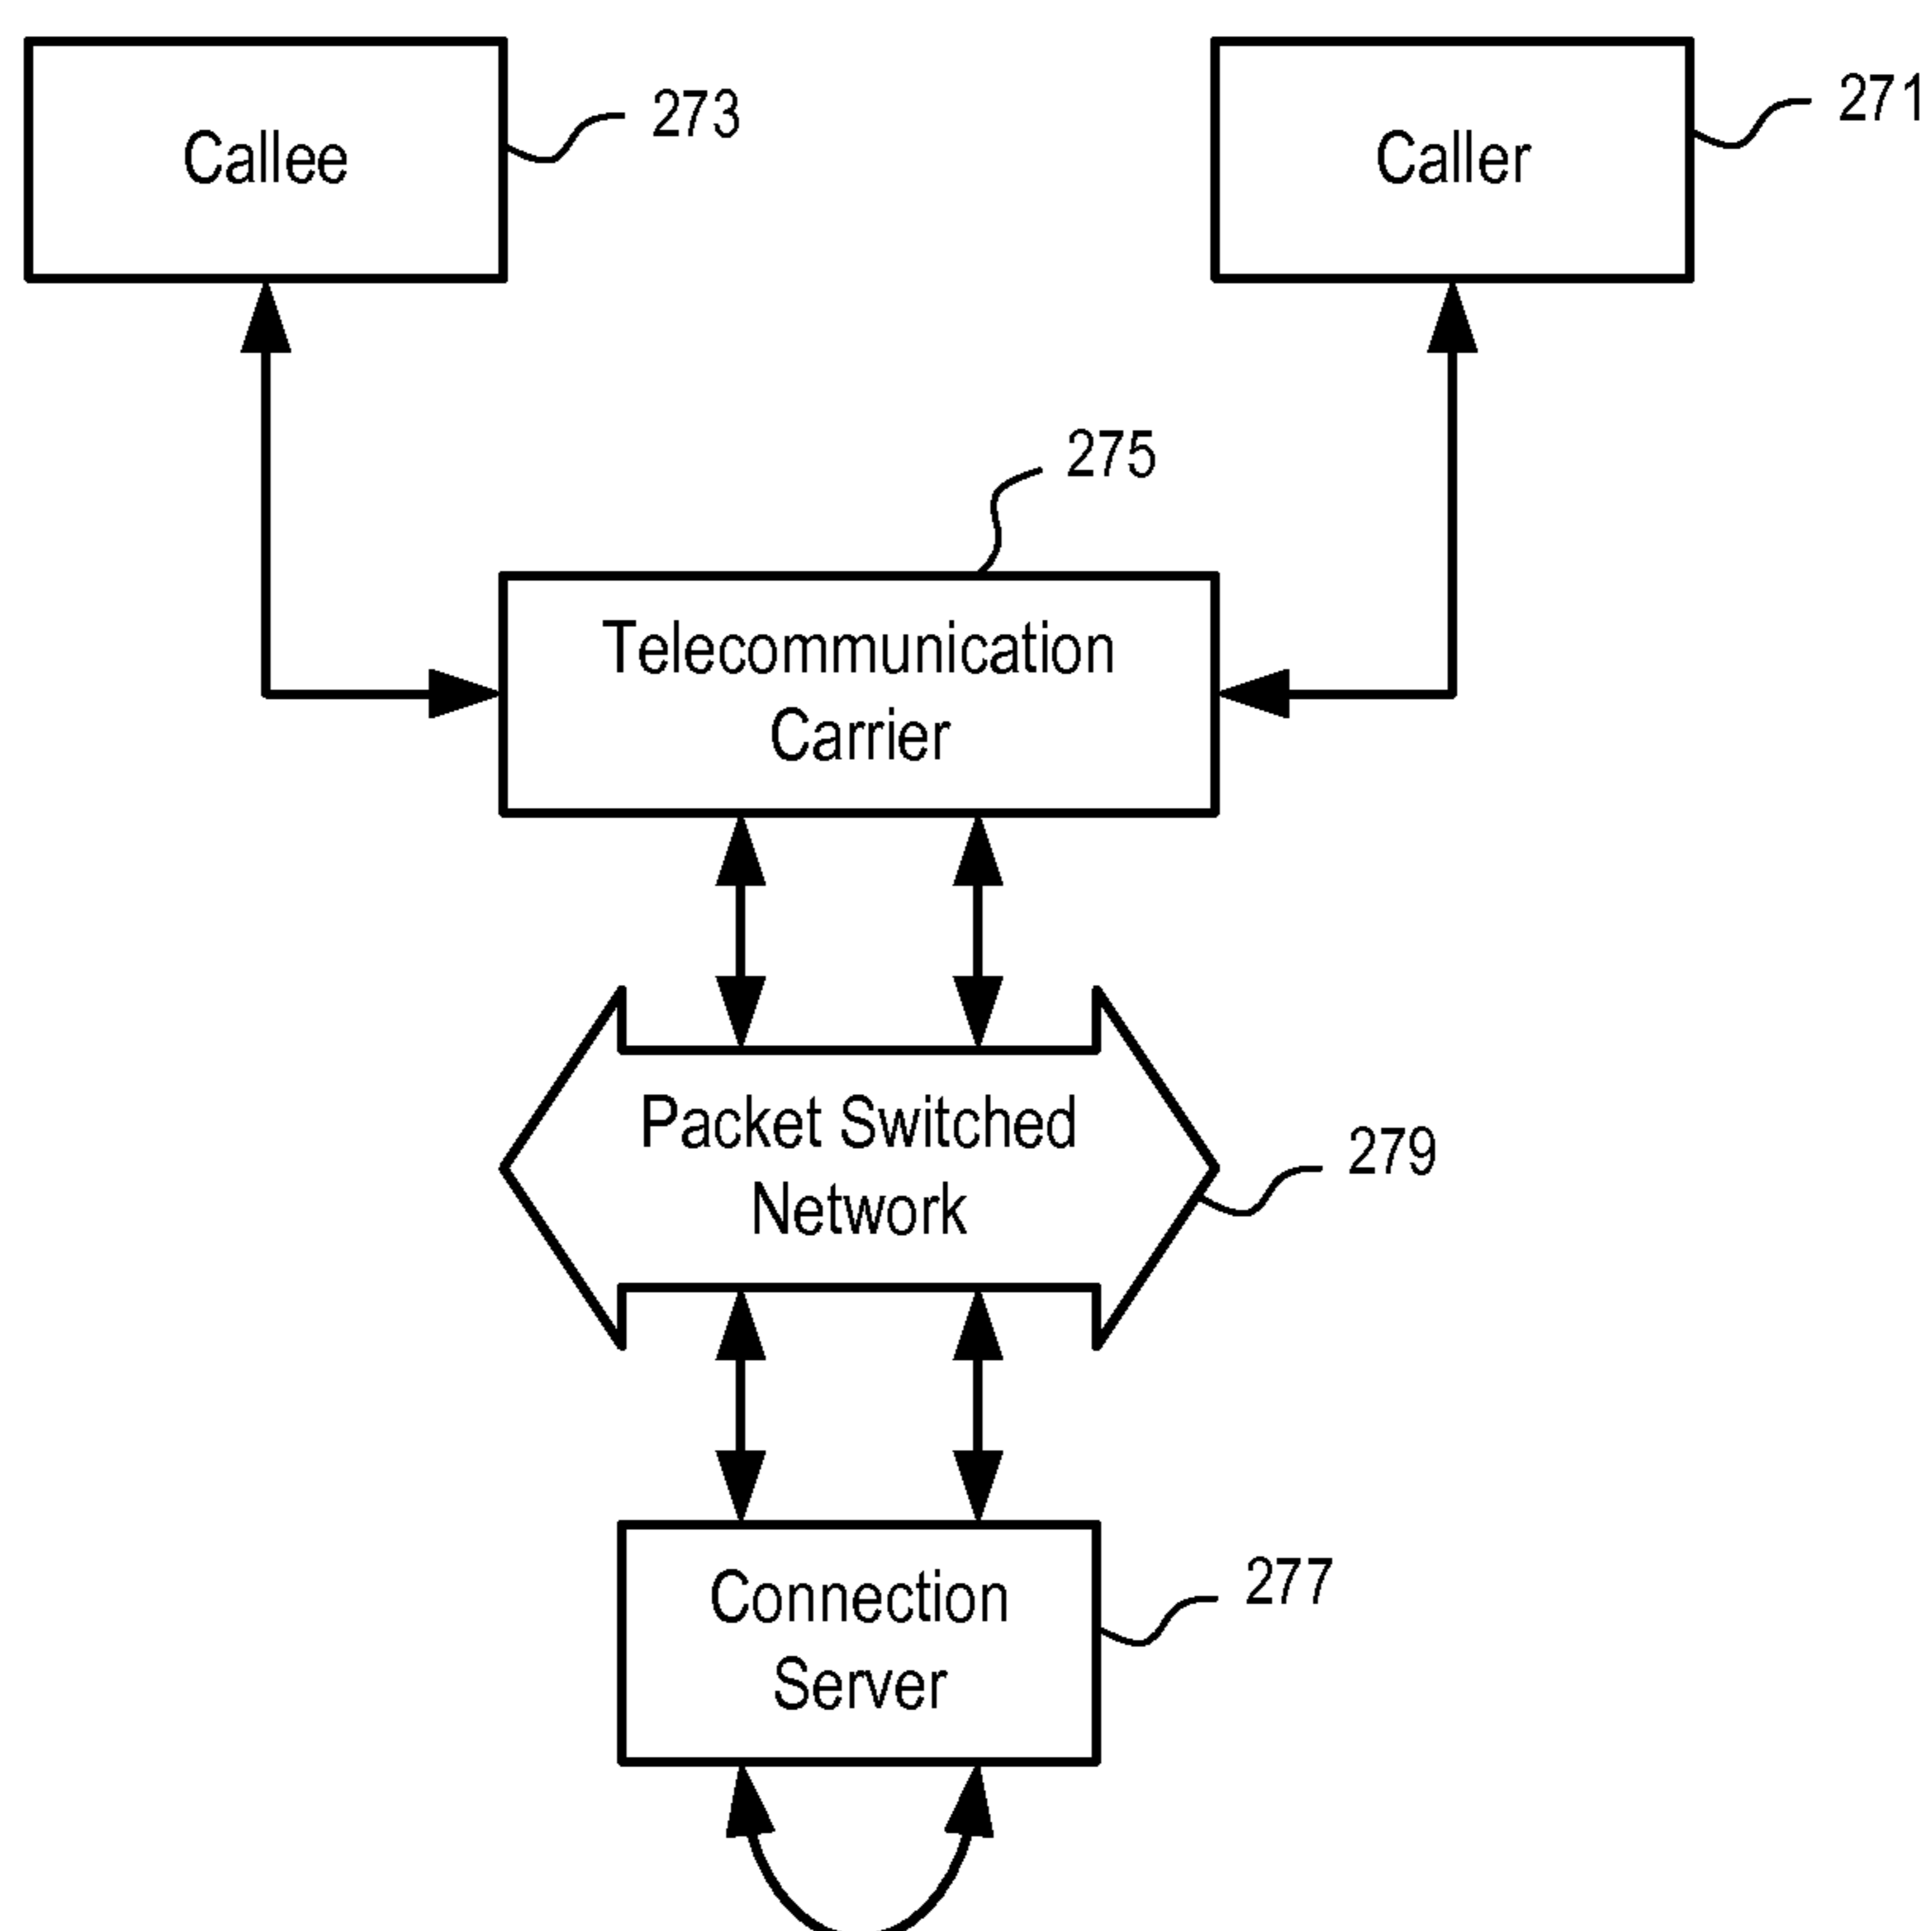 Callee
273
Caller
271
275
Telecommunication
Carrier
Packet Switched
Network
279
Connection
Server
277